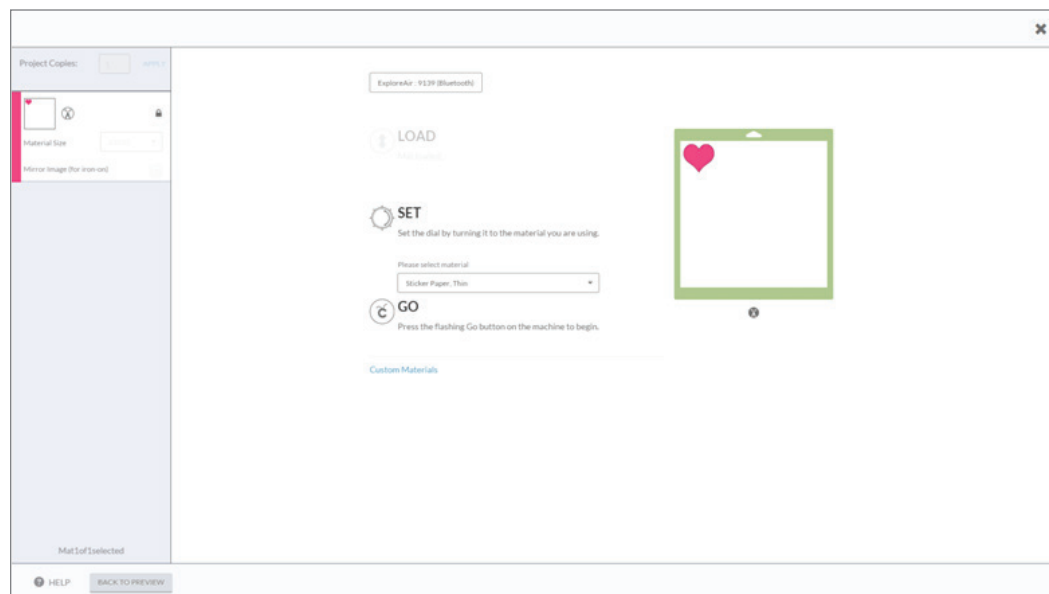 Project Copies:
Material Size
Mirror Image (for iron-on)
Mat1of1selected
ExploreAir : 9139 (Bluetooth)
LOAD
SET
Set the dial by turning it to the material you are using.
Please select material
Sticker Paper, Thin
GO
Press the flashing Go button on the machine to begin.
Custom Materials
HELP
BACK TO PREVIEW